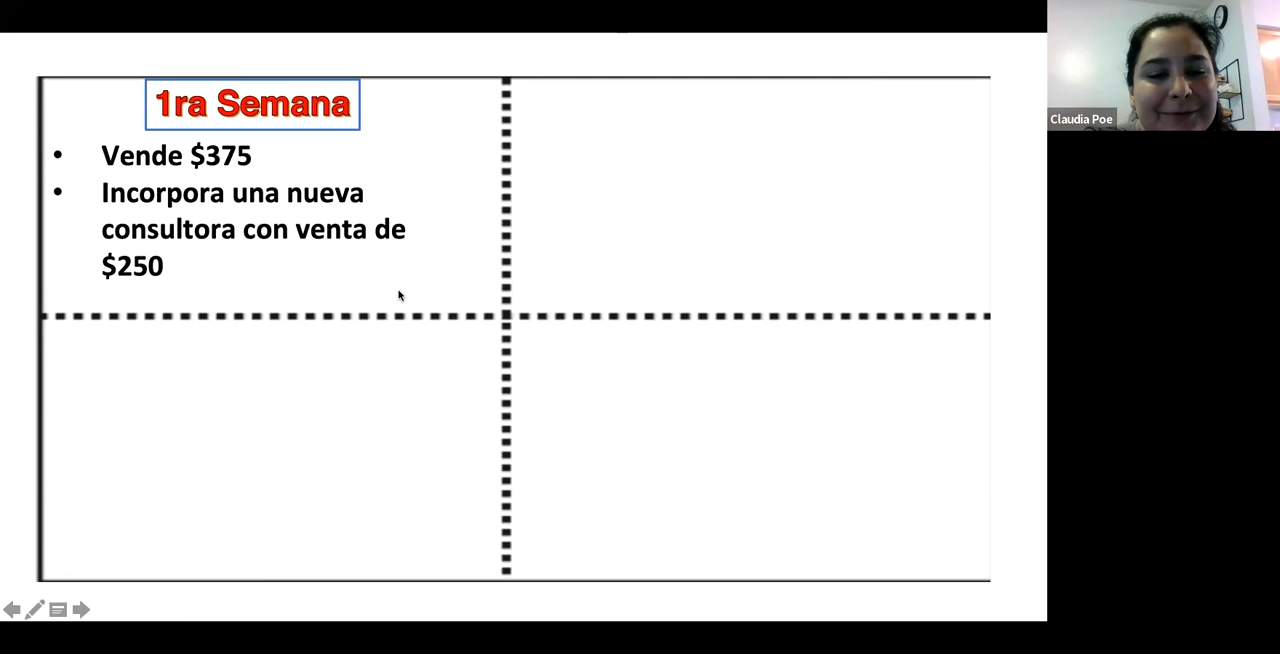 1ra Semana
• Vende $375
• Incorpora una nueva
consultora con venta de
$250
Claudia Poe